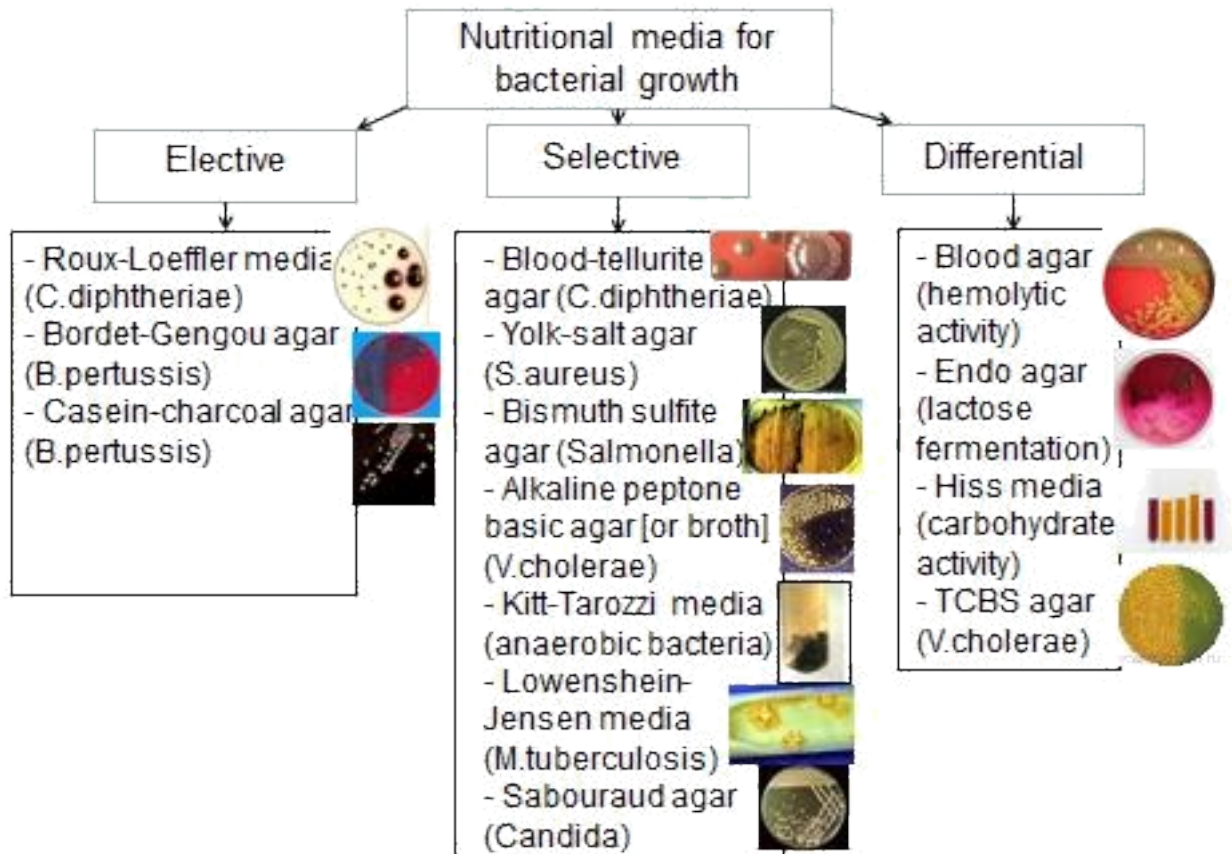 Nutritional media for
bacterial growth
Elective
Selective
Differential
- Roux-Loeffler media
(C.diphtheriae)
- Bordet-Gengou agar
(B.pertussis)
- Casein-charcoal agar
(B.pertussis)
- Blood-tellurite
agar (C.diphtheriae)
- Yolk-salt agar
(S.aureus)
- Bismuth sulfite
agar (Salmonella)
- Alkaline peptone
basic agar [or broth]
(V.cholerae)
- Kitt-Tarozzi media
(anaerobic bacteria)
- Lowenshein-
Jensen media
(M.tuberculosis)
- Sabouraud agar
(Candida)
- Blood agar
(hemolytic
activity)
- Endo agar
(lactose
fermentation)
- Hiss media
(carbohydrate
activity)
- TCBS agar
(V.cholerae)